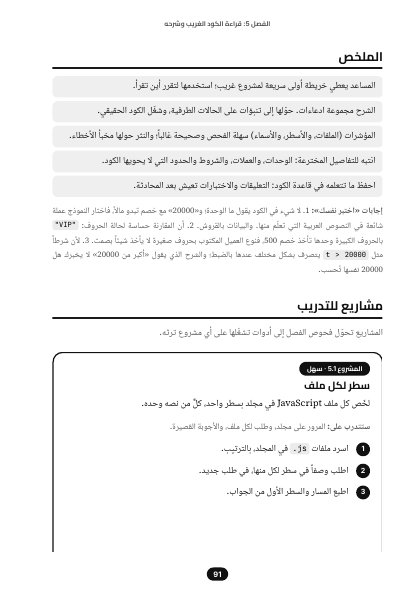 الفصل 5: قراءة الكود الغريب وشرحه
الملخص
المساعد يعطي خريطة أولى سريعة لمشروع غريب؛ استخدمها لتقرر أين تقرأ.
الشرح مجموعة ادعاءات. حوّلها إلى تنبؤات على الحالات الطرفية، وشغّل الكود الحقيقي.
المؤشرات (الملفات، والأسطر، والأسماء) سهلة الفحص وصحيحة غالباً؛ والنثر حولها مخبأ الأخطاء.
انتبه للتفاصيل المخترعة: الوحدات، والعملات، والشروط والحدود التي لا يحويها الكود.
احفظ ما تتعلمه في قاعدة الكود: التعليقات والاختبارات تعيش بعد المحادثة.
إجابات «اختبر نفسك»: 1. لا شيء في الكود يقول ما الوحدة؛ و«20000» مع خصم تبدو مالاً، فاختار النموذج عملة
شائعة في النصوص العربية التي تعلّم منها. والبيانات بالقروش. 2. أن المقارنة حساسة لحالة الحروف: "VIP"
بالحروف الكبيرة وحدها تأخذ خصم 500، فنوع العميل المكتوب بحروف صغيرة لا يأخذ شيئاً بصمت. 3. لأن شرطاً
مثل t > 20000 يتصرف بشكل مختلف عندها بالضبط؛ والشرح الذي يقول «أكبر من 20000» لا يخبرك هل
20000 نفسها تُحسب.
مشاريع للتدريب
المشاريع تحوّل فحوص الفصل إلى أدوات تشغّلها على أي مشروع ترثه.
المشروع 5.1 · سهل
سطر لكل ملف
لخّص كل ملف JavaScript في مجلد بسطر واحد، كلٌّ من نصه وحده.
ستتدرب على: المرور على مجلد، وطلب لكل ملف، والأجوبة القصيرة.
1 اسرد ملفات .js في المجلد، بالترتيب.
2 اطلب وصفاً في سطر لكل منها، في طلب جديد.
3 اطبع المسار والسطر الأول من الجواب.
91